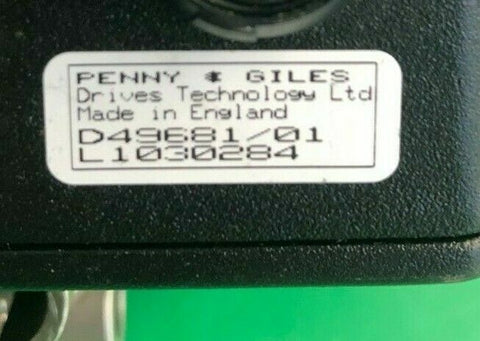 PENNY & GILES
Drives Technology Ltd
Made in England
D49681/01
L1030284